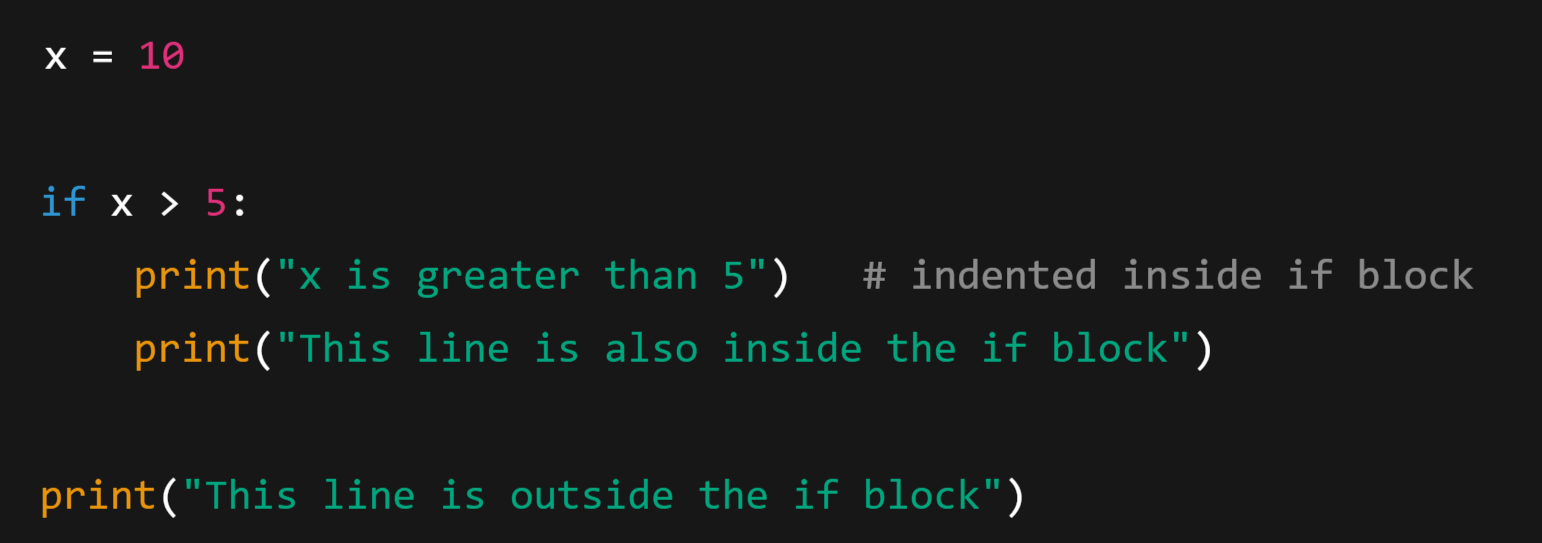 x = 10
if x > 5:
    print("x is greater than 5")   # indented inside if block
    print("This line is also inside the if block")
print("This line is outside the if block")